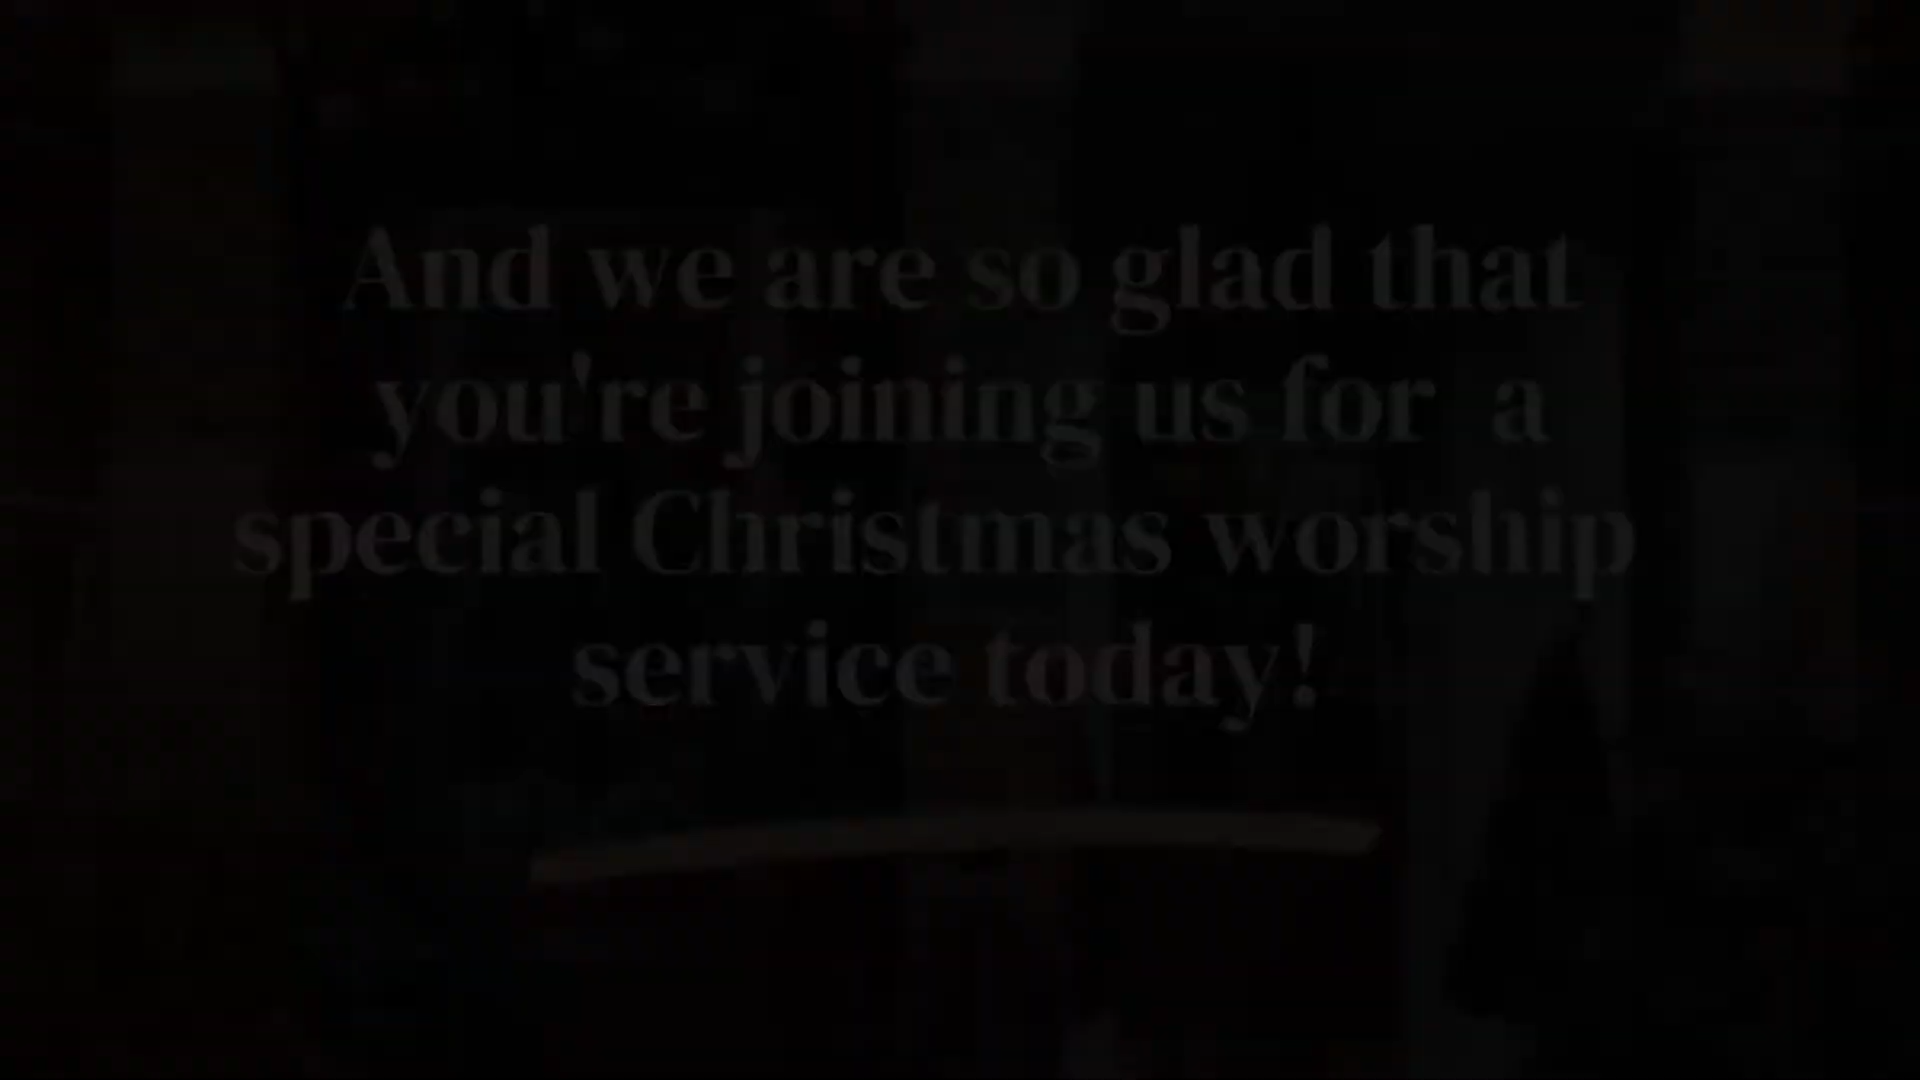 And we are so glad that
you're joining us for  a
special Christmas worship
service today!